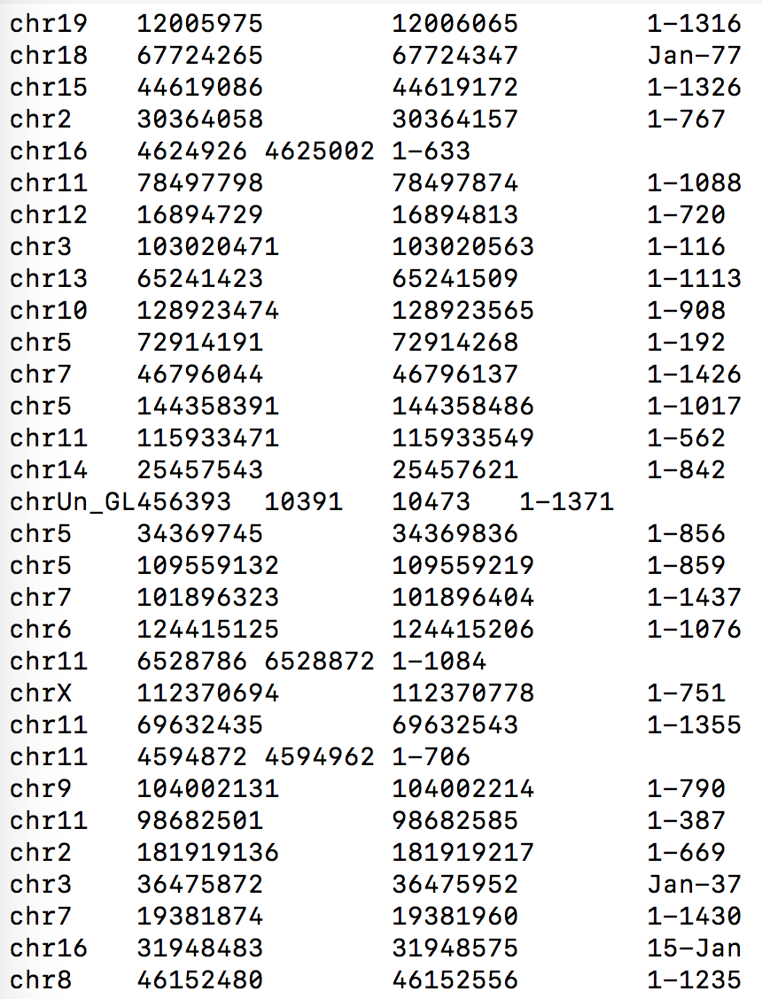 chr19	12005975	12006065	1-1316
chr18	67724265	67724347	Jan-77
chr15	44619086	44619172	1-1326
chr2	30364058	30364157	1-767
chr16	4624926	4625002	1-633
chr11	78497798	78497874	1-1088
chr12	16894729	16894813	1-720
chr3	103020471	103020563	1-116
chr13	65241423	65241509	1-1113
chr10	128923474	128923565	1-908
chr5	72914191	72914268	1-192
chr7	46796044	46796137	1-1426
chr5	144358391	144358486	1-1017
chr11	115933471	115933549	1-562
chr14	25457543	25457621	1-842
chrUn_GL456393	10391	10473	1-1371
chr5	34369745	34369836	1-856
chr5	109559132	109559219	1-859
chr7	101896323	101896404	1-1437
chr6	124415125	124415206	1-1076
chr11	6528786	6528872	1-1084
chrX	112370694	112370778	1-751
chr11	69632435	69632543	1-1355
chr11	4594872	4594962	1-706
chr9	104002131	104002214	1-790
chr11	98682501	98682585	1-387
chr2	181919136	181919217	1-669
chr3	36475872	36475952	Jan-37
chr7	19381874	19381960	1-1430
chr16	31948483	31948575	15-Jan
chr8	46152480	46152556	1-1235